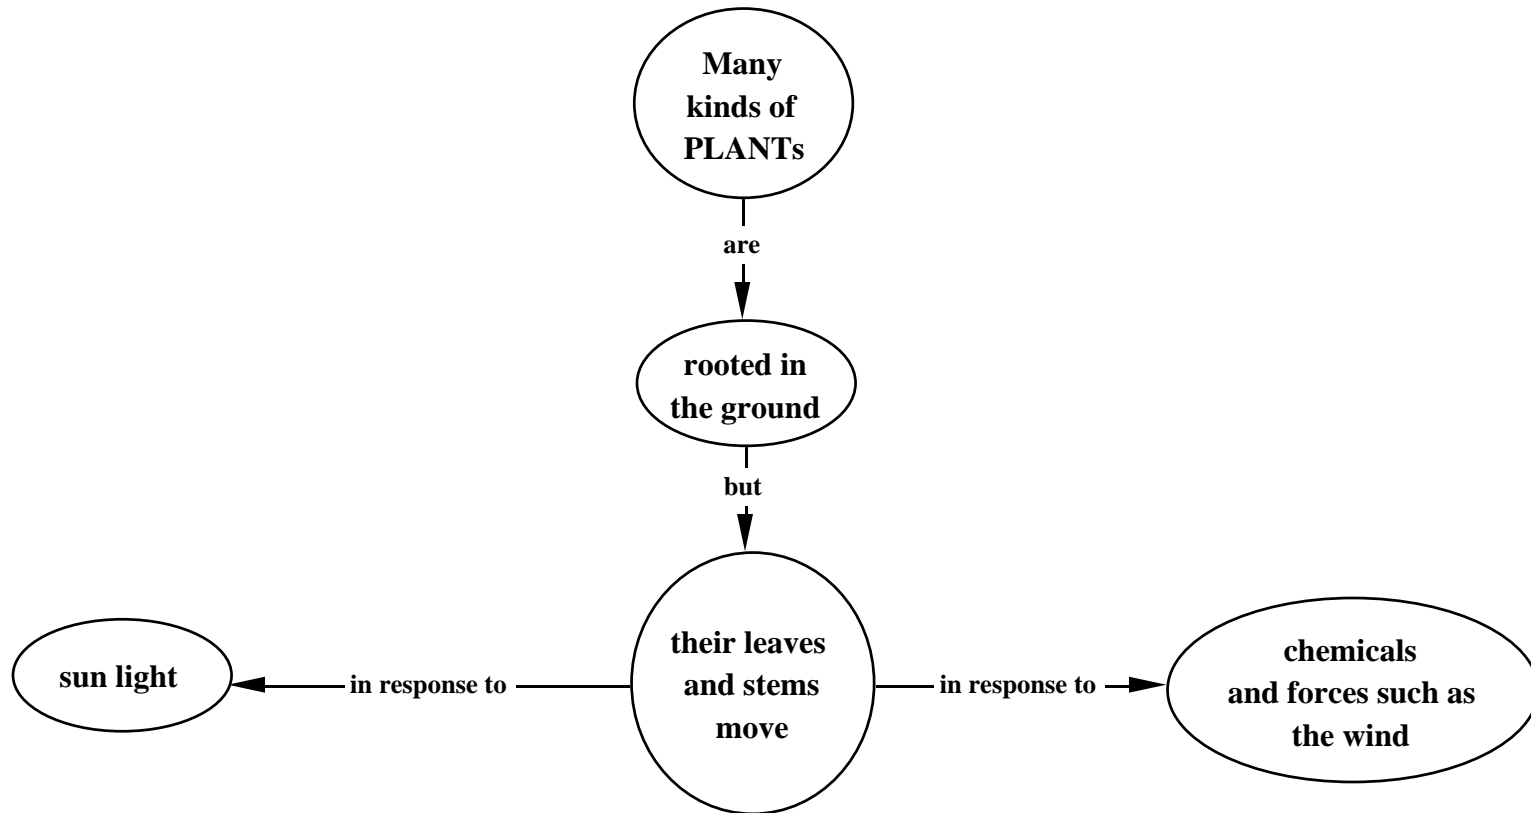 Many
kinds of
PLANTs
are
rooted in
the ground
but
their leaves
and stems
move
in response to
sun light
in response to
chemicals
and forces such as
the wind